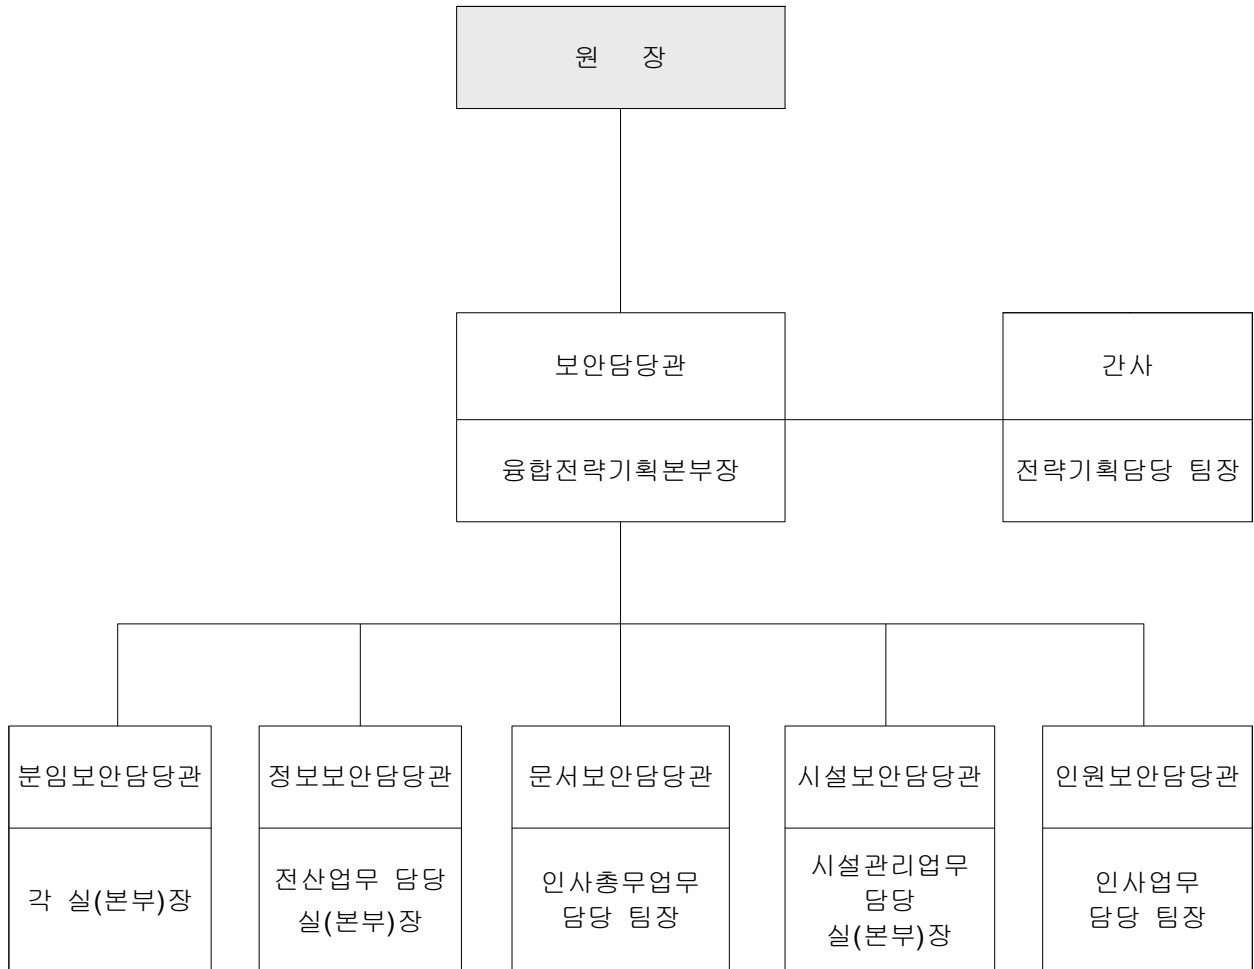 원 장
보안담당관
간사
융합전략기획본부장
전략기획담당 팀장
분임보안담당관
정보보안담당관
문서보안담당관
시설보안담당관
인원보안담당관
각 실(본부)장
전산업무 담당
실(본부)장
인사총무업무
담당 팀장
시설관리업무
담당
실(본부)장
인사업무
담당 팀장